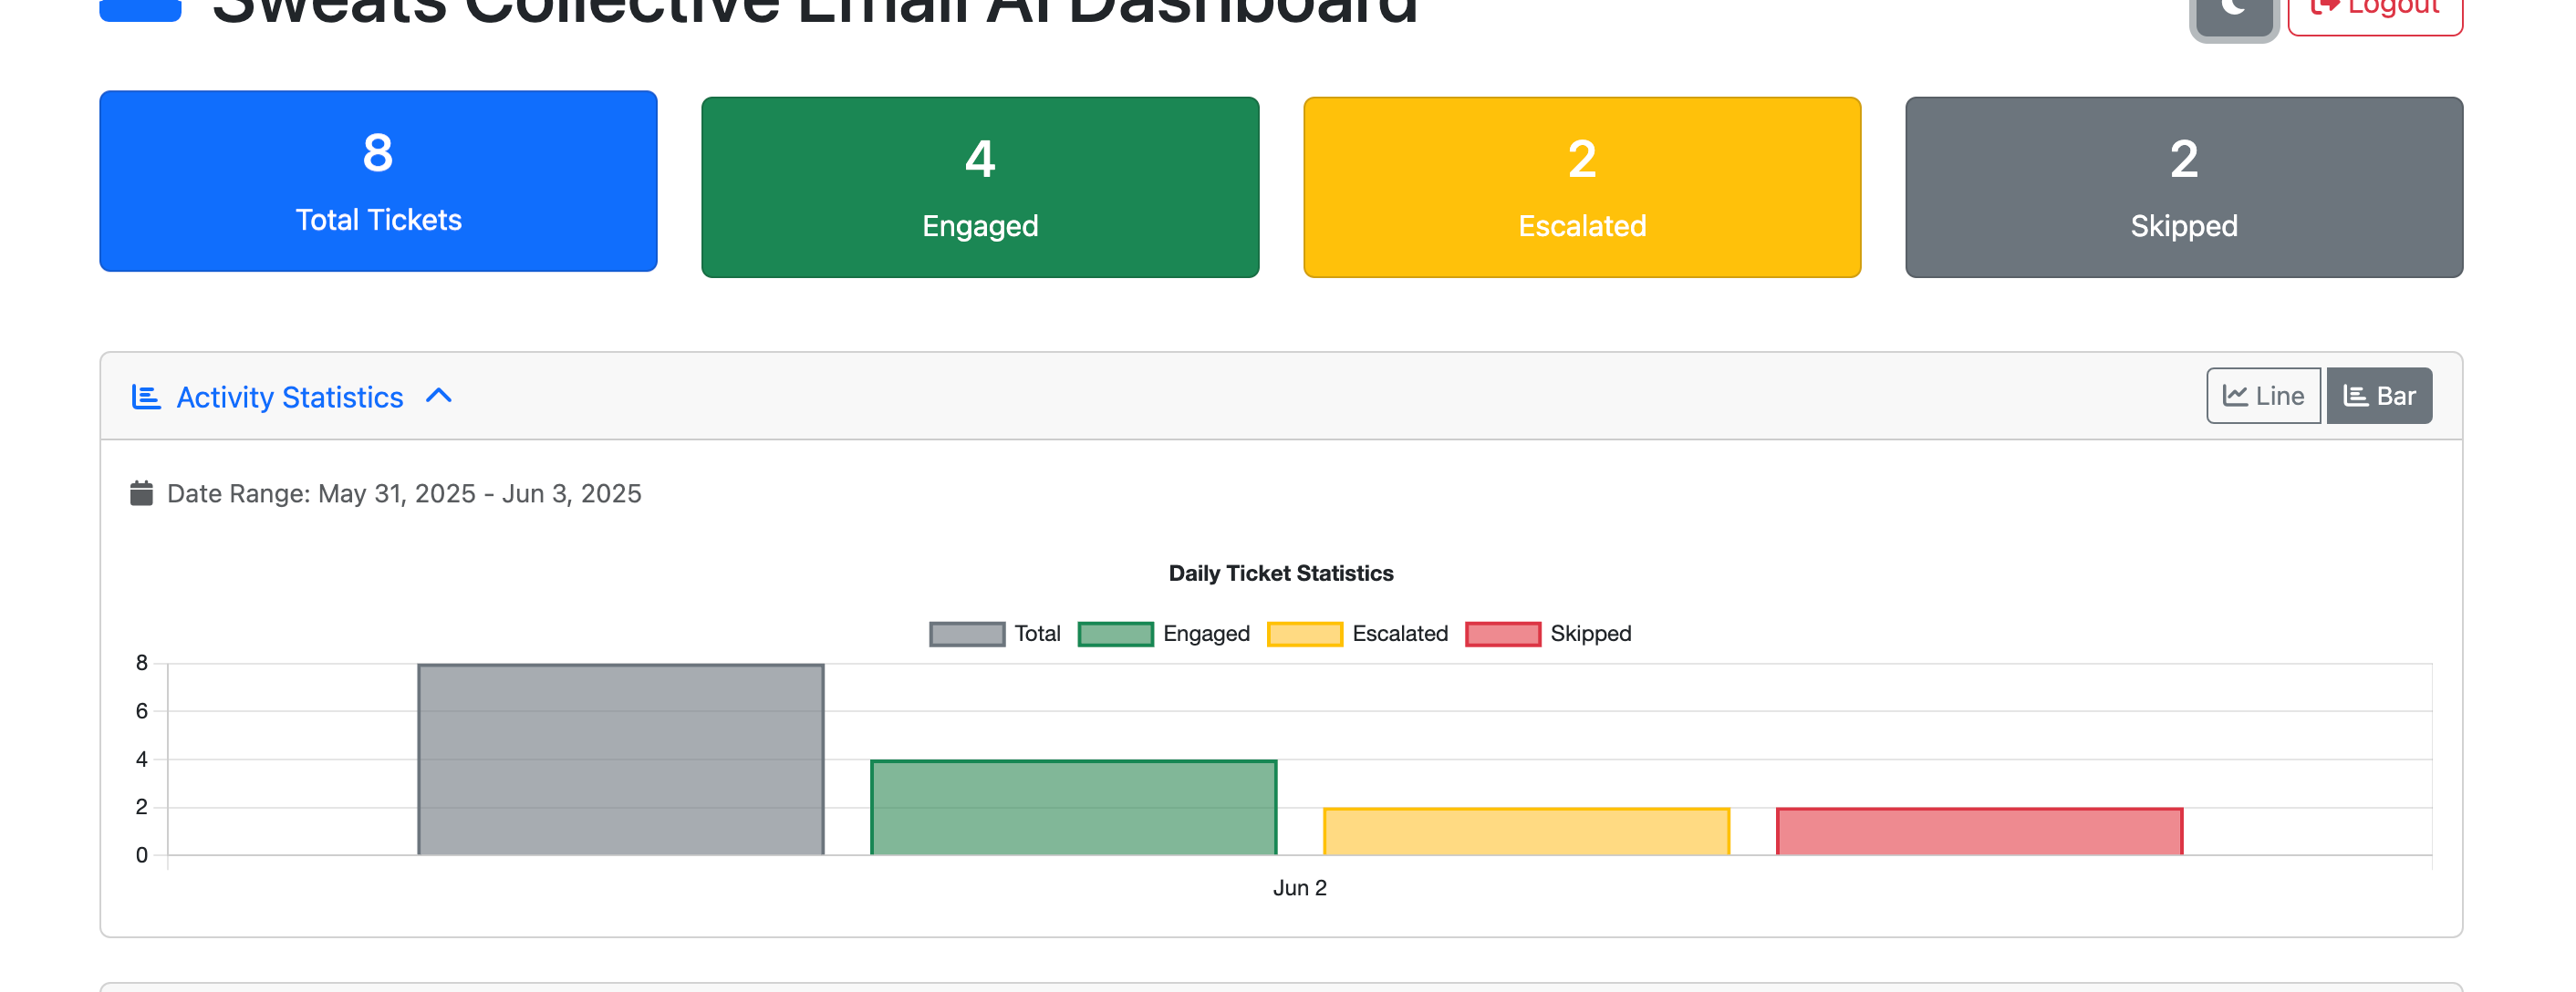 Sweats Collective Email AI Dashboard
Logout
8
Total Tickets
4
Engaged
2
Escalated
2
Skipped
Activity Statistics
Line
Bar
Date Range: May 31, 2025 - Jun 3, 2025
Daily Ticket Statistics
Total
Engaged
Escalated
Skipped
8
6
4
2
0
Jun 2